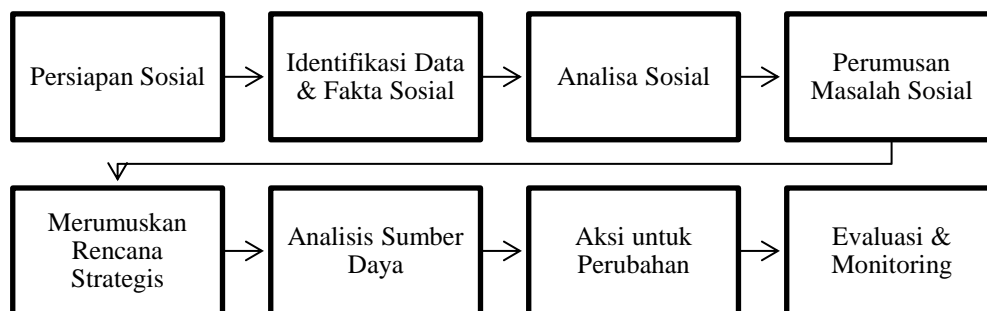 Persiapan Sosial
Identifikasi Data
& Fakta Sosial
Analisa Sosial
Perumusan
Masalah Sosial
Merumuskan
Rencana
Strategis
Analisis Sumber
Daya
Aksi untuk
Perubahan
Evaluasi &
Monitoring